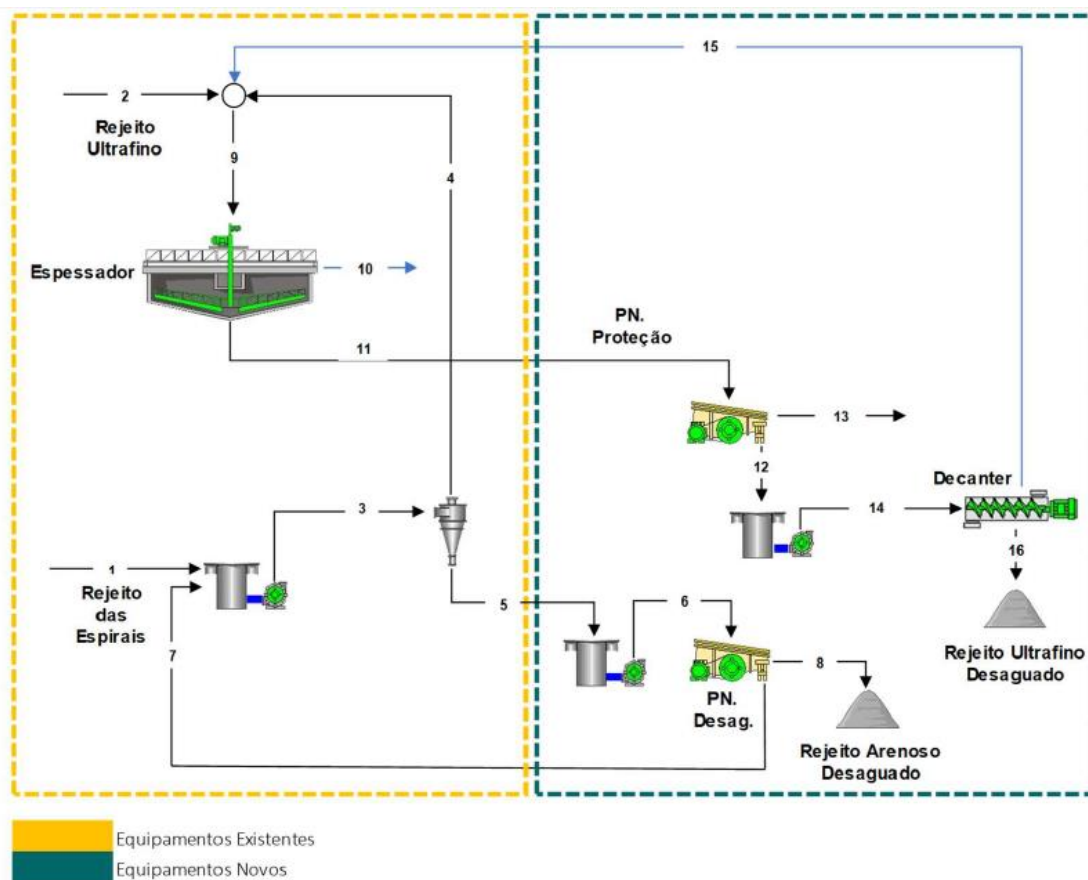 15
2
Rejeito
Ultrafino
9
4
Espessador
10
PN.
Proteção
11
13
12
Decanter
3
14
16
1
Rejeito
das
Espirais
5
6
7
8
PN.
Desag.
Rejeito Ultrafino
Desaguado
Rejeito Arenoso
Desaguado
Equipamentos Existentes
Equipamentos Novos